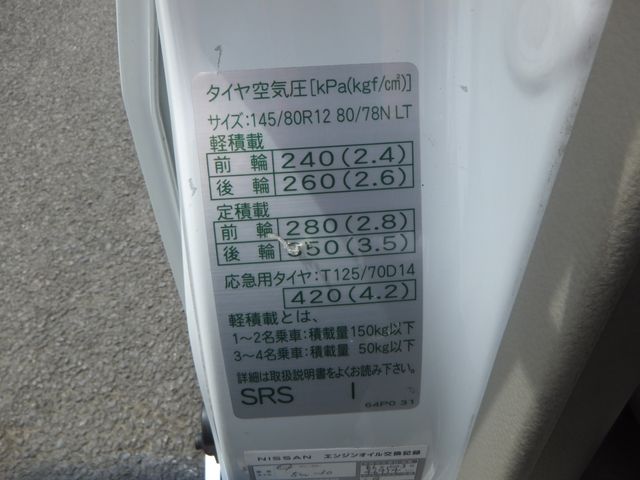 タイヤ空気圧[kPa(kgf/c㎡)]
サイズ:145/80R12 80/78N LT
軽積載
前輪 240(2.4)
後輪 260(2.6)
定積載
前輪 280(2.8)
後輪 350(3.5)
応急用タイヤ:T125/70D14
420(4.2)
軽積載とは、
1～2名乗車:積載量150kg以下
3～4名乗車:積載量 50kg以下
詳細は取扱説明書をよくお読み下さい。
SRS I
64P0 31
NISSAN エンジンオイル交換記録